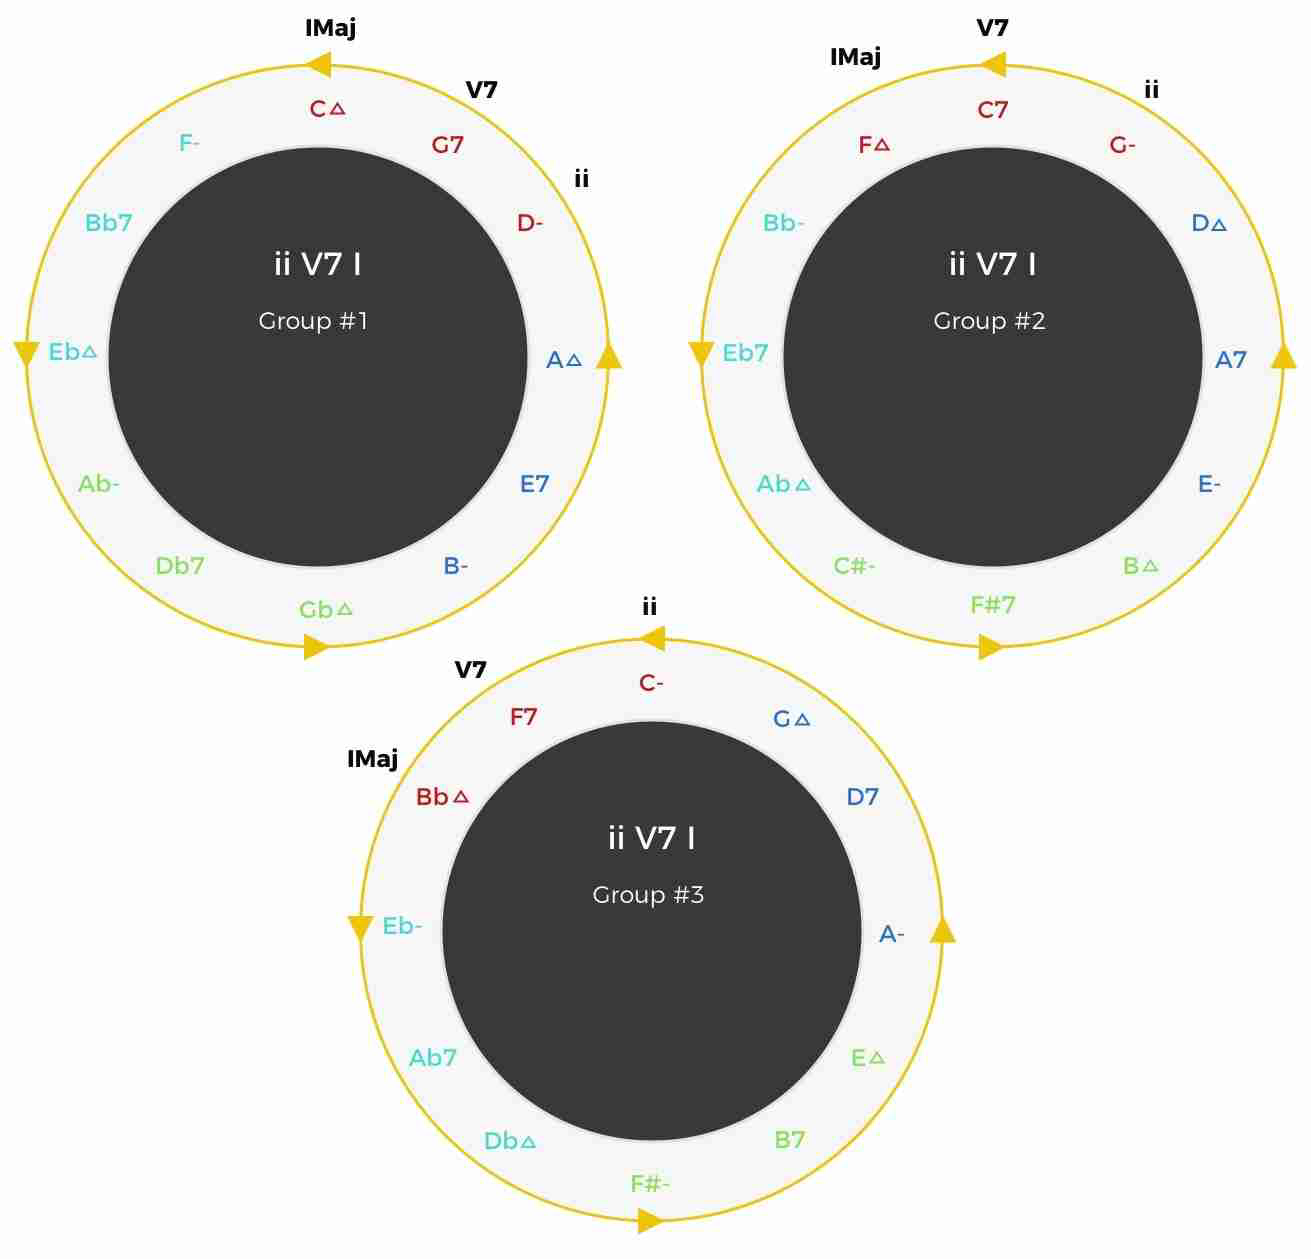 IMaj
V7
ii
C△
G7
D-
A△
E7
B-
Gb△
Db7
Ab-
Eb△
Bb7
F-
ii V7 I
Group #1
V7
IMaj
ii
C7
G-
D△
A7
E-
B△
F#7
C#-
Ab△
Eb7
Bb-
F△
ii V7 I
Group #2
ii
V7
IMaj
C-
G△
D7
A-
E△
B7
F#-
Db△
Ab7
Eb-
Bb△
F7
ii V7 I
Group #3